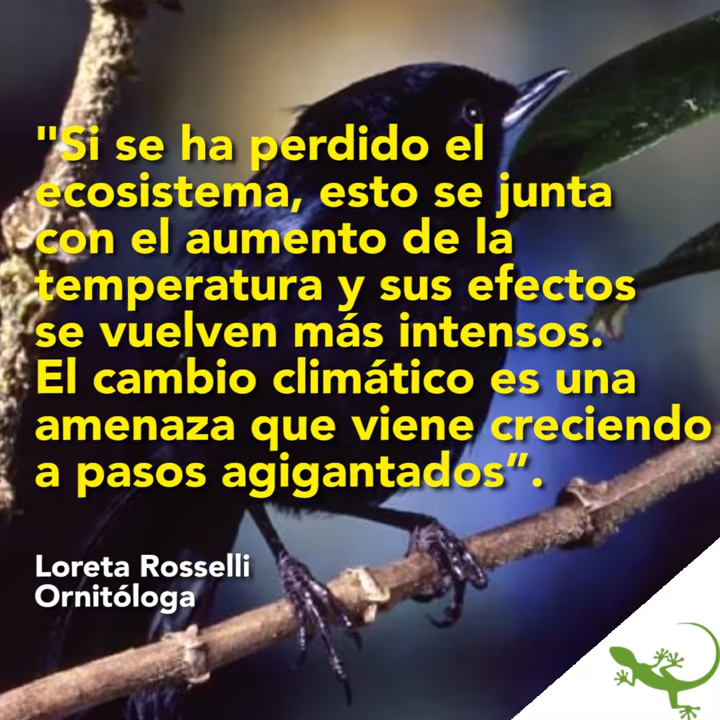 "Si se ha perdido el
ecosistema, esto se junta
con el aumento de la
temperatura y sus efectos
se vuelven más intensos.
El cambio climático es una
amenaza que viene creciendo
a pasos agigantados”.
Loreta Rosselli
Ornitóloga